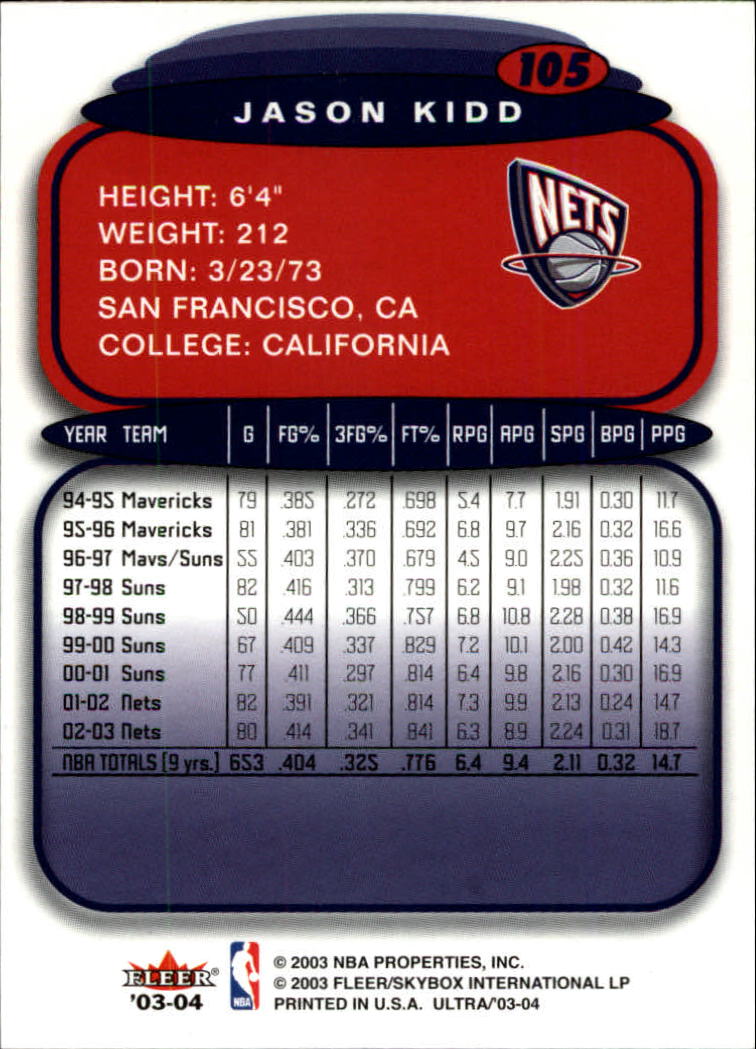 105
JASON KIDD
HEIGHT: 6'4"
WEIGHT: 212
BORN: 3/23/73
SAN FRANCISCO, CA
COLLEGE: CALIFORNIA
NETS
YEAR TEAM G FG% 3FG% FT% RPG APG SPG BPG PPG
94-95 Mavericks 79 .385 .272 .698 5.4 7.7 1.91 0.30 11.7
95-96 Mavericks 81 .381 .336 .692 6.8 9.7 2.16 0.32 16.6
96-97 Mavs/Suns 55 .403 .370 .679 4.5 9.0 2.25 0.36 10.9
97-98 Suns 82 .416 .313 .799 6.2 9.1 1.98 0.32 11.6
98-99 Suns 50 .444 .366 .757 6.8 10.8 2.28 0.38 16.9
99-00 Suns 67 .409 .337 .829 7.2 10.1 2.00 0.42 14.3
00-01 Suns 77 .411 .297 .814 6.4 9.8 2.16 0.30 16.9
01-02 Nets 82 .391 .321 .814 7.3 9.9 2.13 0.24 14.7
02-03 Nets 80 .414 .341 .841 6.3 8.9 2.24 0.31 18.7
NBA TOTALS [9 yrs.] 653 .404 .325 .776 6.4 9.4 2.11 0.32 14.7
FLEER®
'03-04
NBA
© 2003 NBA PROPERTIES, INC.
© 2003 FLEER/SKYBOX INTERNATIONAL LP
PRINTED IN U.S.A. ULTRA/'03-04